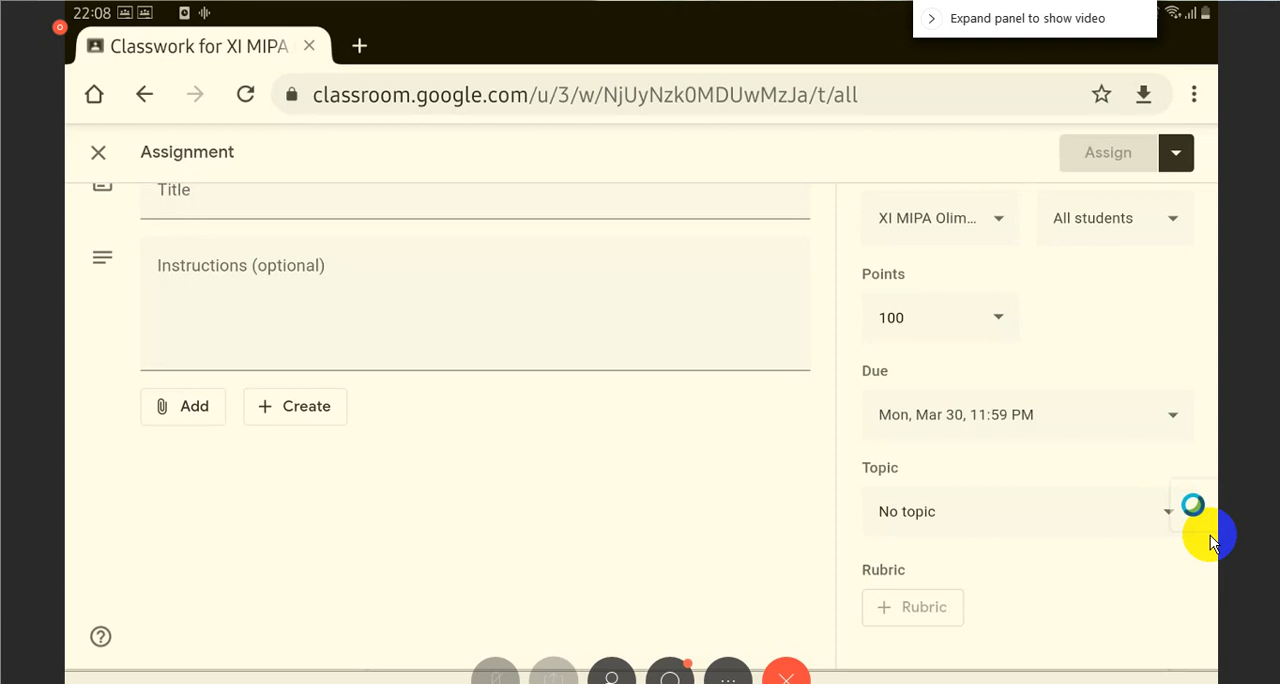 22:08
Expand panel to show video
Classwork for XI MIPA
classroom.google.com/u/3/w/NjUyNzk0MDUwMzJa/t/all
Assignment
Assign
Title
XI MIPA Olim...
All students
Instructions (optional)
Points
100
Due
Add
Create
Mon, Mar 30, 11:59 PM
Topic
No topic
Rubric
Rubric